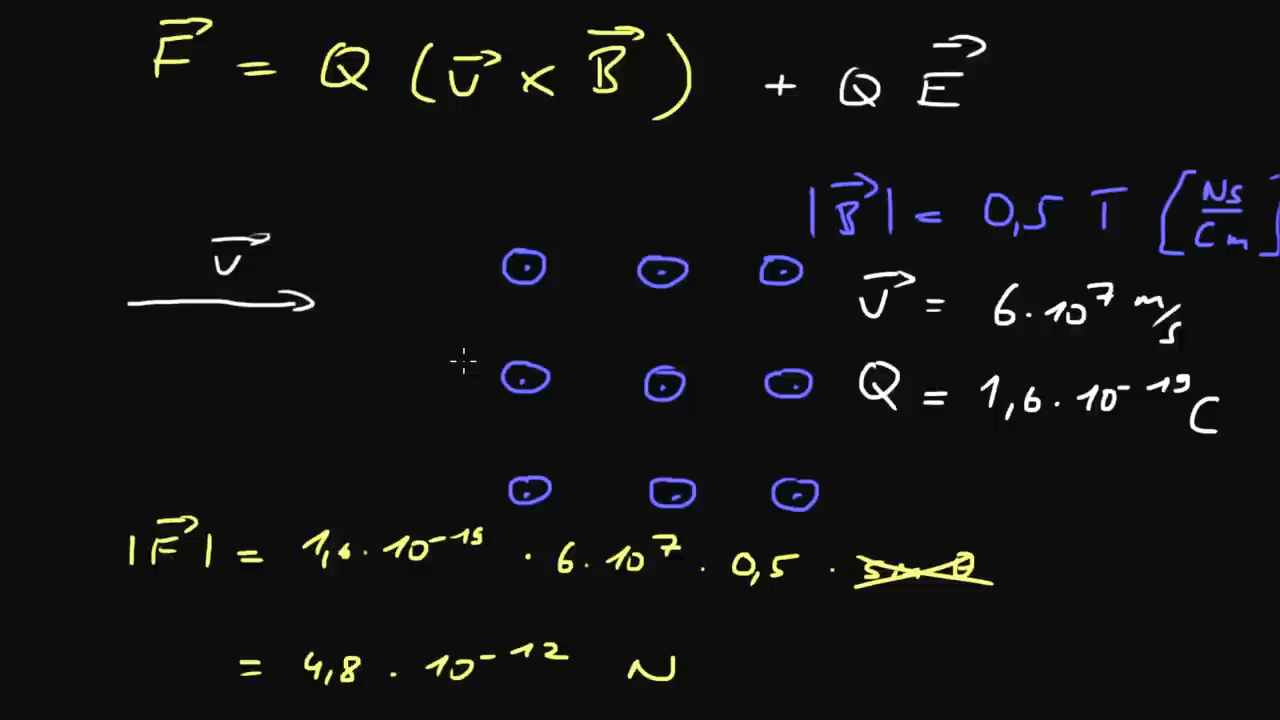 F⃗ = Q (v⃗ × B⃗) + Q E⃗
|B⃗| = 0,5 T [Ns/Cm]
v⃗
v⃗ = 6·10⁷ m/s
Q = 1,6·10⁻¹⁹ C
|F⃗| = 1,6·10⁻¹⁹ · 6·10⁷ · 0,5 · sin θ
= 4,8 · 10⁻¹² N